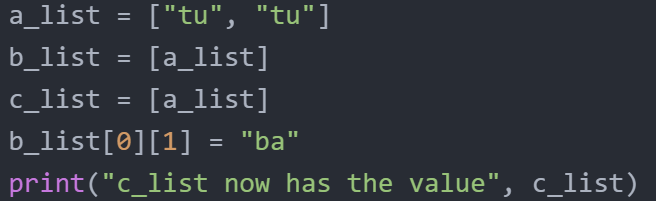 a_list = ["tu", "tu"]
b_list = [a_list]
c_list = [a_list]
b_list[0][1] = "ba"
print("c_list now has the value", c_list)